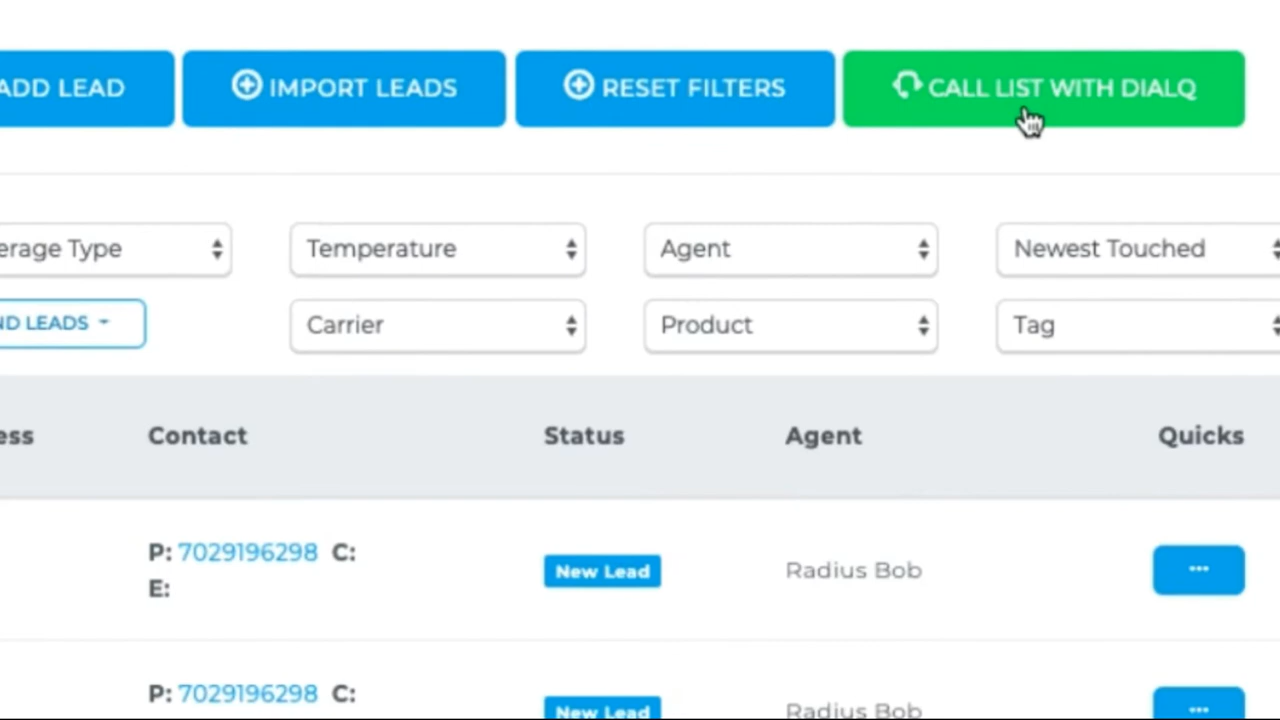 ADD LEAD IMPORT LEADS RESET FILTERS CALL LIST WITH DIALQ
erage Type Temperature Agent Newest Touched
ND LEADS Carrier Product Tag
ess Contact Status Agent Quicks
P: 7029196298 C:
New Lead Radius Bob ...
E:
P: 7029196298 C:
New Lead Radius Bob ...